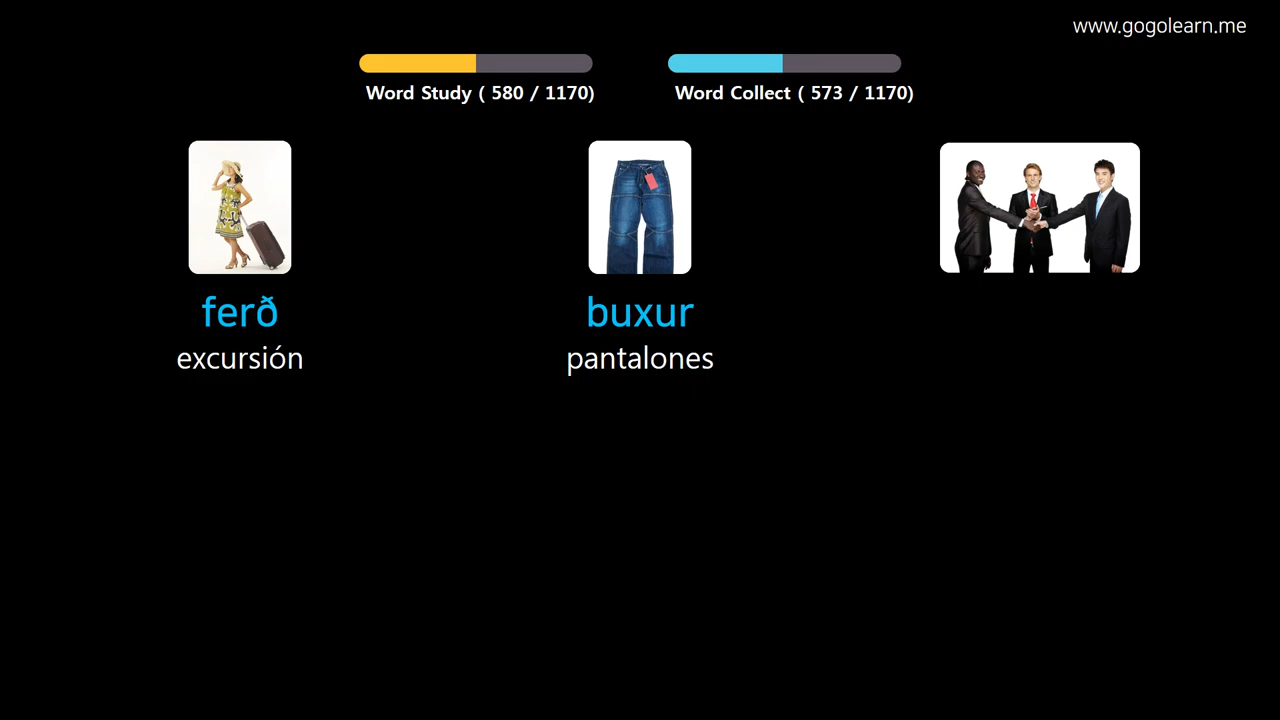 www.gogolearn.me
Word Study ( 580 / 1170)
Word Collect ( 573 / 1170)
ferð
excursión
buxur
pantalones